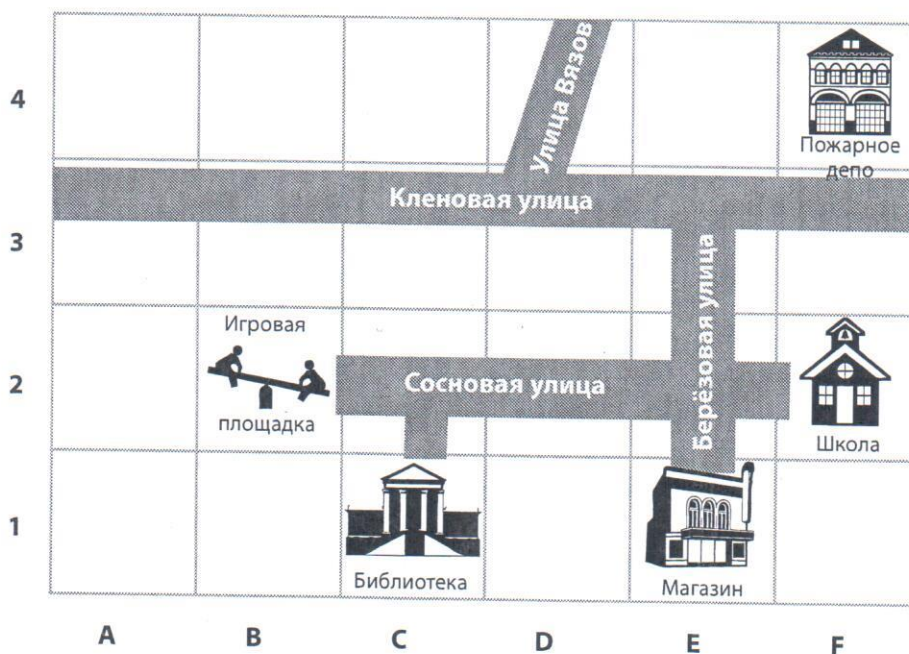 4
Улица Вязов
Пожарное
депо
Кленовая улица
3
Берёзовая улица
Игровая
площадка
2
Сосновая улица
Школа
1
Библиотека
Магазин
A B C D E F